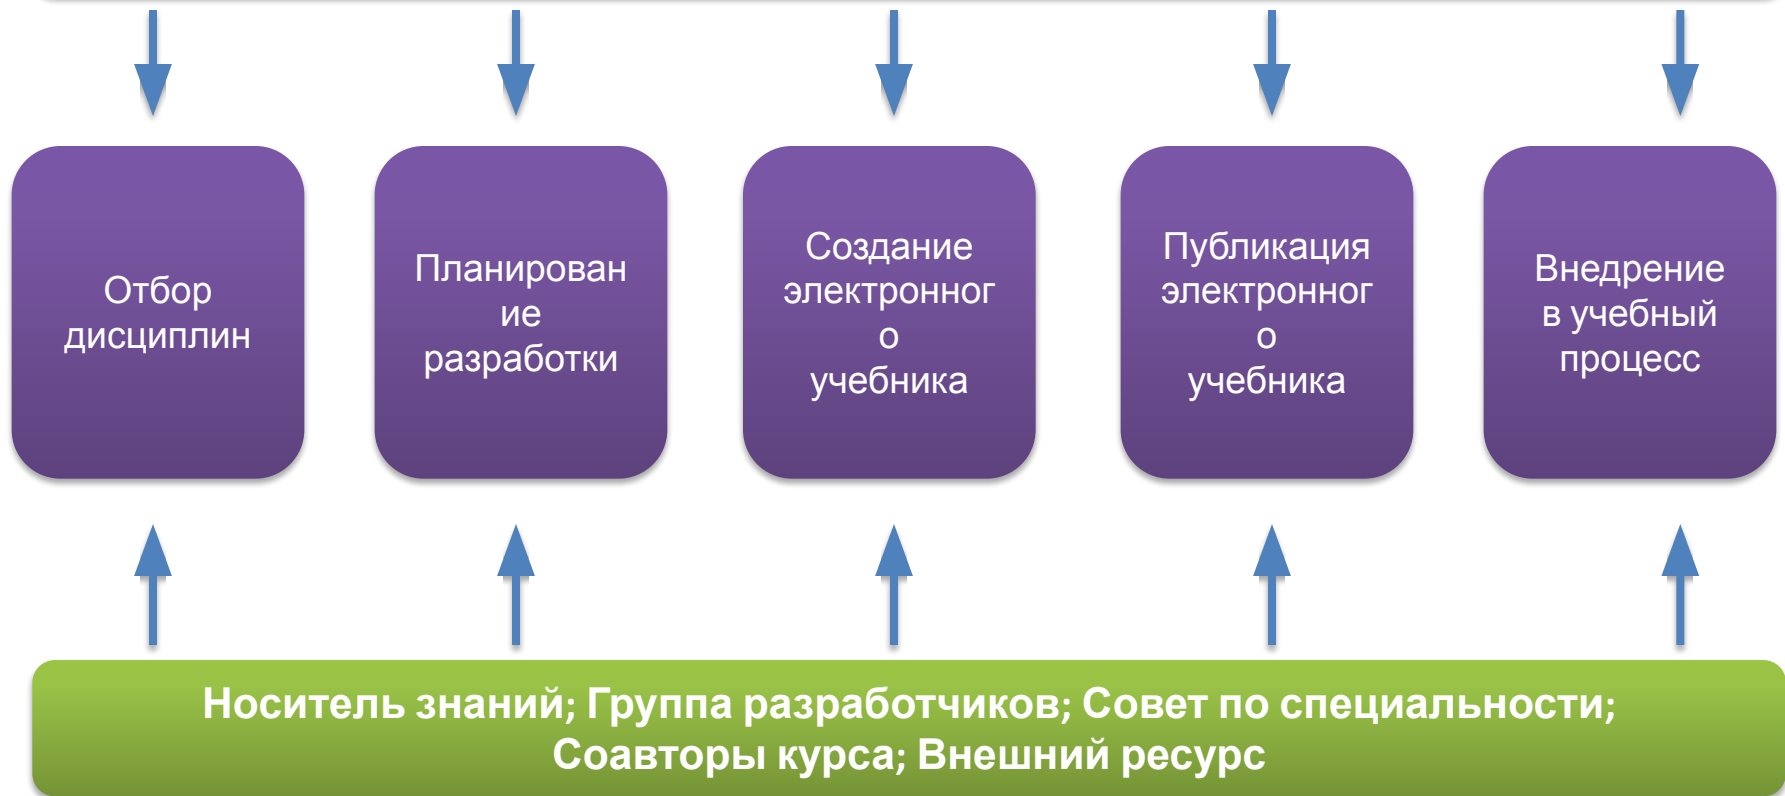 Отбор
дисциплин
Планирован
ие
разработки
Создание
электронног
о
учебника
Публикация
электронног
о
учебника
Внедрение
в учебный
процесс
Носитель знаний; Группа разработчиков; Совет по специальности;
Соавторы курса; Внешний ресурс